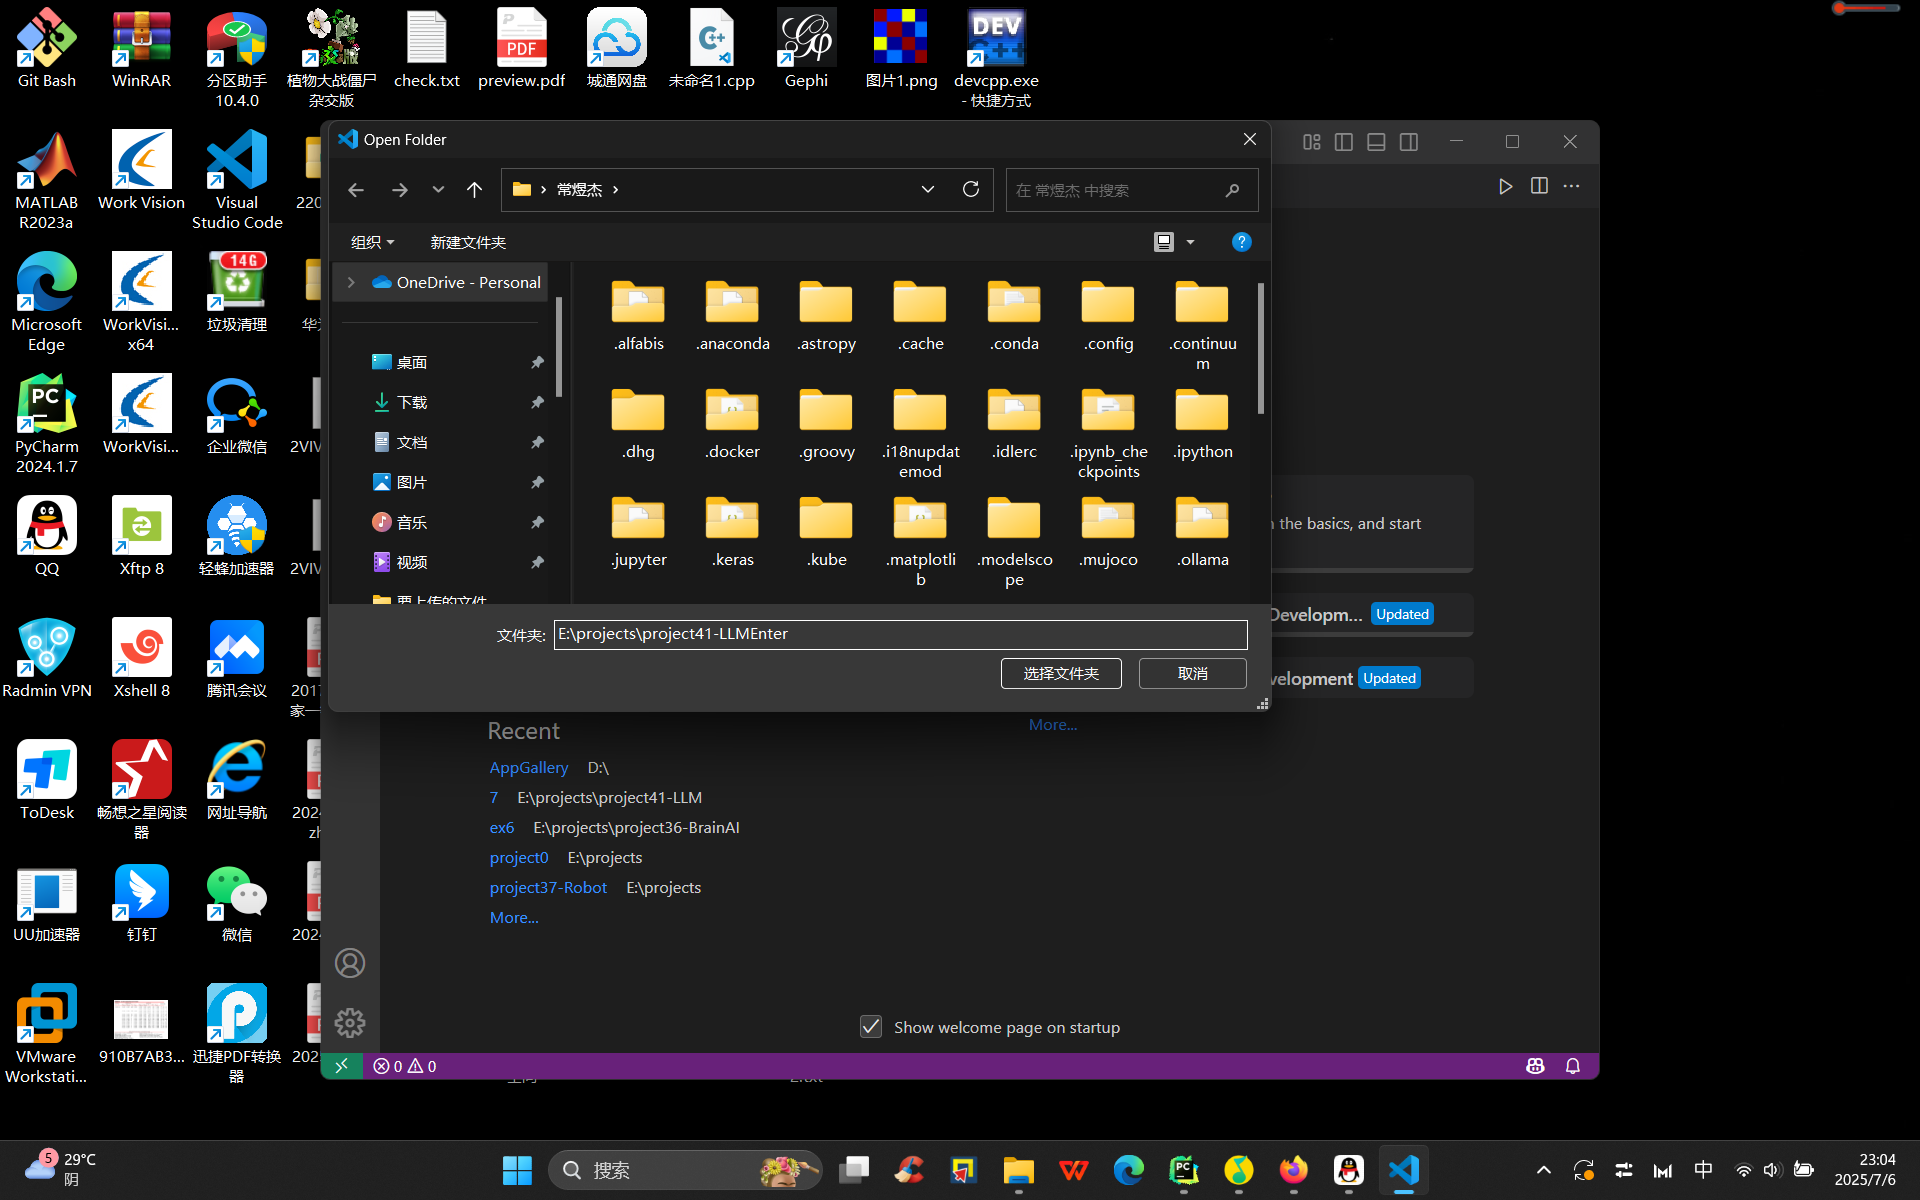 Git Bash
WinRAR
分区助手 10.4.0
植物大战僵尸杂交版
check.txt
PDF
preview.pdf
城通网盘
C++
未命名1.cpp
Gephi
图片1.png
DEV
devcpp.exe - 快捷方式
MATLAB R2023a
Work Vision
Visual Studio Code
220
Microsoft Edge
WorkVisi... x64
14G
垃圾清理
PC
PyCharm 2024.1.7
WorkVisi...
企业微信
2VIV
QQ
Xftp 8
轻蜂加速器
2VIV
Radmin VPN
Xshell 8
腾讯会议
2017
家一
ToDesk
畅想之星阅读器
网址导航
2024
zh
UU加速器
钉钉
微信
2024
VMware Workstati...
910B7AB3...
迅捷PDF转换器
202
Open Folder
常煜杰
在 常煜杰 中搜索
组织
新建文件夹
OneDrive - Personal
桌面
下载
文档
图片
音乐
视频
要上传的文件
.alfabis
.anaconda
.astropy
.cache
.conda
.config
.continuum
.dhg
.docker
.groovy
.i18nupdatemod
.idlerc
.ipynb_checkpoints
.ipython
.jupyter
.keras
.kube
.matplotlib
.modelscope
.mujoco
.ollama
文件夹:
E:\projects\project41-LLMEnter
选择文件夹
取消
the basics, and start
Developm...
Updated
velopment
Updated
More...
Recent
AppGallery D:\
7 E:\projects\project41-LLM
ex6 E:\projects\project36-BrainAI
project0 E:\projects
project37-Robot E:\projects
More...
Show welcome page on startup
0
0
5
29°C
阴
搜索
PC
中
23:04
2025/7/6